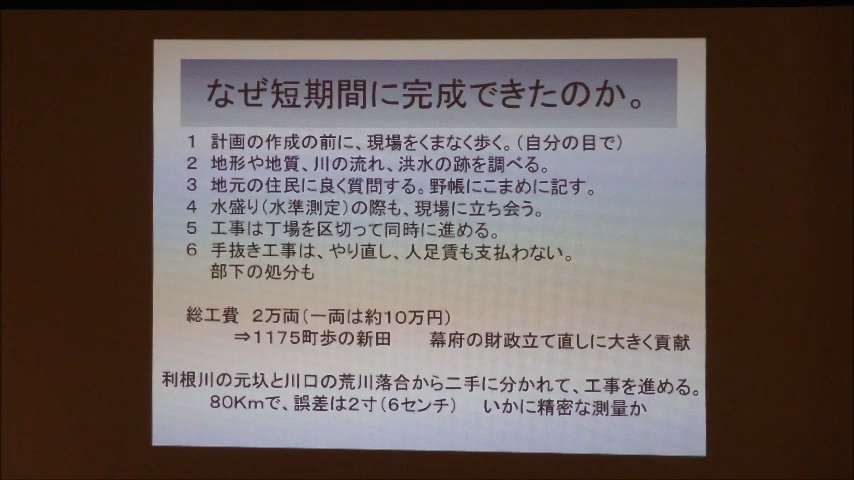 なぜ短期間に完成できたのか。
1 計画の作成の前に、現場をくまなく歩く。(自分の目で)
2 地形や地質、川の流れ、洪水の跡を調べる。
3 地元の住民に良く質問する。野帳にこまめに記す。
4 水盛り(水準測定)の際も、現場に立ち会う。
5 工事は丁場を区切って同時に進める。
6 手抜き工事は、やり直し、人足賃も支払わない。
部下の処分も
総工費 2万両(一両は約10万円)
⇒1175町歩の新田 幕府の財政立て直しに大きく貢献
利根川の元圦と川口の荒川落合から二手に分かれて、工事を進める。
80Kmで、誤差は2寸(6センチ) いかに精密な測量か